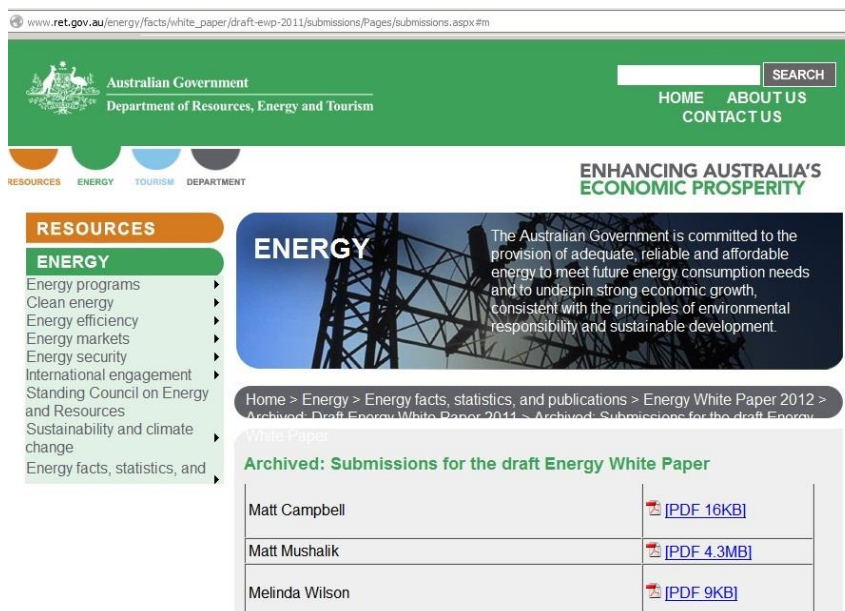 www.ret.gov.au/energy/facts/white_paper/draft-ewp-2011/submissions/Pages/submissions.aspx#m
Australian Government
Department of Resources, Energy and Tourism
SEARCH
HOME ABOUT US
CONTACT US
RESOURCES ENERGY TOURISM DEPARTMENT
ENHANCING AUSTRALIA'S
ECONOMIC PROSPERITY
RESOURCES
ENERGY
Energy programs
Clean energy
Energy efficiency
Energy markets
Energy security
International engagement
Standing Council on Energy
and Resources
Sustainability and climate
change
Energy facts, statistics, and
ENERGY
The Australian Government is committed to the
provision of adequate, reliable and affordable
energy to meet future energy consumption needs
and to underpin strong economic growth,
consistent with the principles of environmental
responsibility and sustainable development.
Home > Energy > Energy facts, statistics, and publications > Energy White Paper 2012 >
Archived: Draft Energy White Paper 2011 > Archived: Submissions for the draft Energy
White Paper
Archived: Submissions for the draft Energy White Paper
Matt Campbell [PDF 16KB]
Matt Mushalik [PDF 4.3MB]
Melinda Wilson [PDF 9KB]